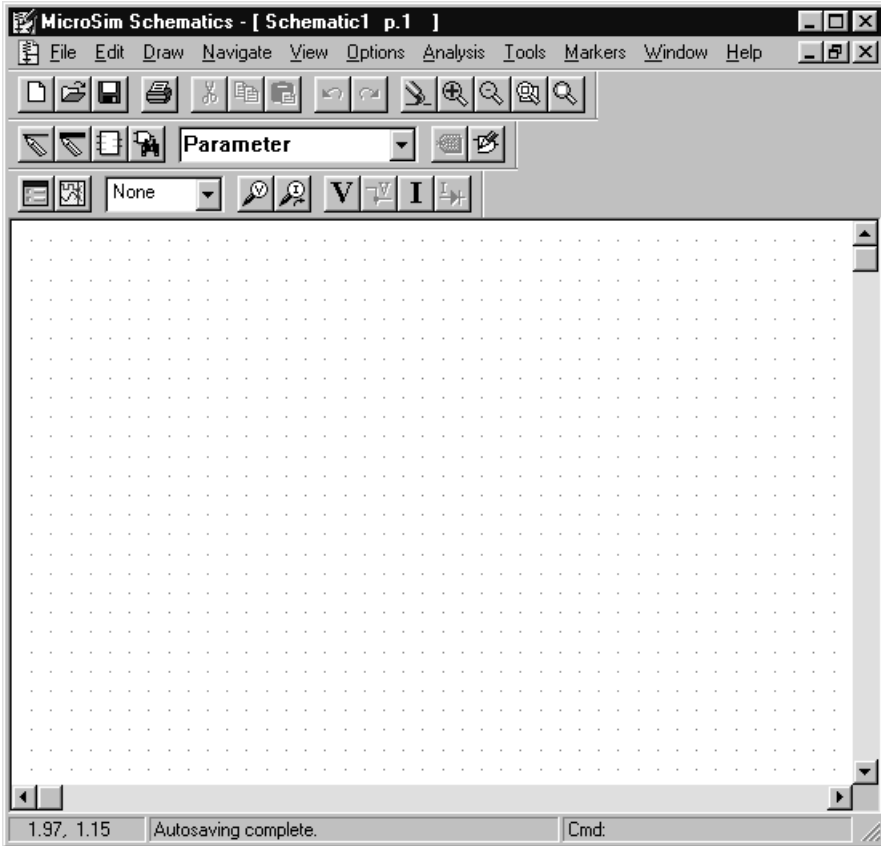 MicroSim Schematics - [ Schematic1 p.1 ]
File Edit Draw Navigate View Options Analysis Tools Markers Window Help
Parameter
None V I V V I I
1.97, 1.15 Autosaving complete. Cmd: